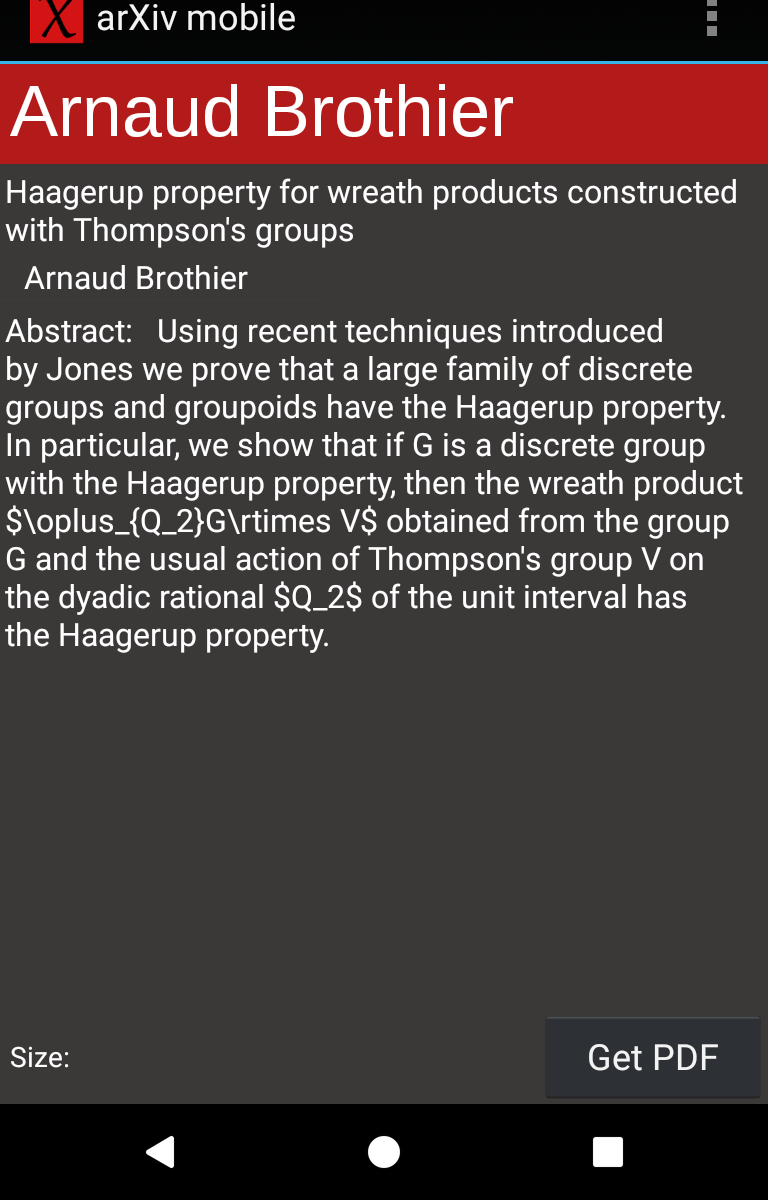 arXiv mobile
Arnaud Brothier
Haagerup property for wreath products constructed
with Thompson's groups
Arnaud Brothier
Abstract:   Using recent techniques introduced
by Jones we prove that a large family of discrete
groups and groupoids have the Haagerup property.
In particular, we show that if G is a discrete group
with the Haagerup property, then the wreath product
$\oplus_{Q_2}G\rtimes V$ obtained from the group
G and the usual action of Thompson's group V on
the dyadic rational $Q_2$ of the unit interval has
the Haagerup property.
Size:
Get PDF